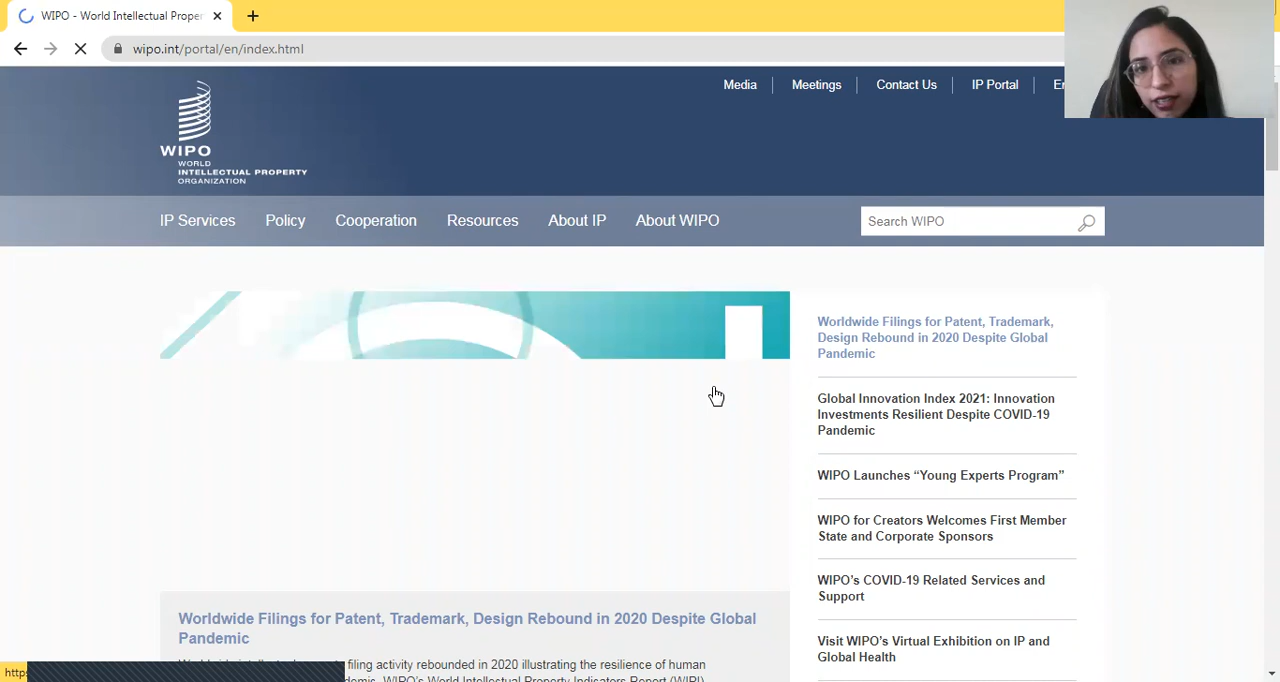 WIPO - World Intellectual Proper
wipo.int/portal/en/index.html
Media
Meetings
Contact Us
IP Portal
WIPO
WORLD
INTELLECTUAL PROPERTY
ORGANIZATION
IP Services
Policy
Cooperation
Resources
About IP
About WIPO
Search WIPO
Worldwide Filings for Patent, Trademark,
Design Rebound in 2020 Despite Global
Pandemic
Global Innovation Index 2021: Innovation
Investments Resilient Despite COVID-19
Pandemic
WIPO Launches “Young Experts Program”
WIPO for Creators Welcomes First Member
State and Corporate Sponsors
WIPO’s COVID-19 Related Services and
Support
Visit WIPO’s Virtual Exhibition on IP and
Global Health
Worldwide Filings for Patent, Trademark, Design Rebound in 2020 Despite Global
Pandemic
filing activity rebounded in 2020 illustrating the resilience of human
WIPO's World Intellectual Property Indicators Report (WIPI)
https